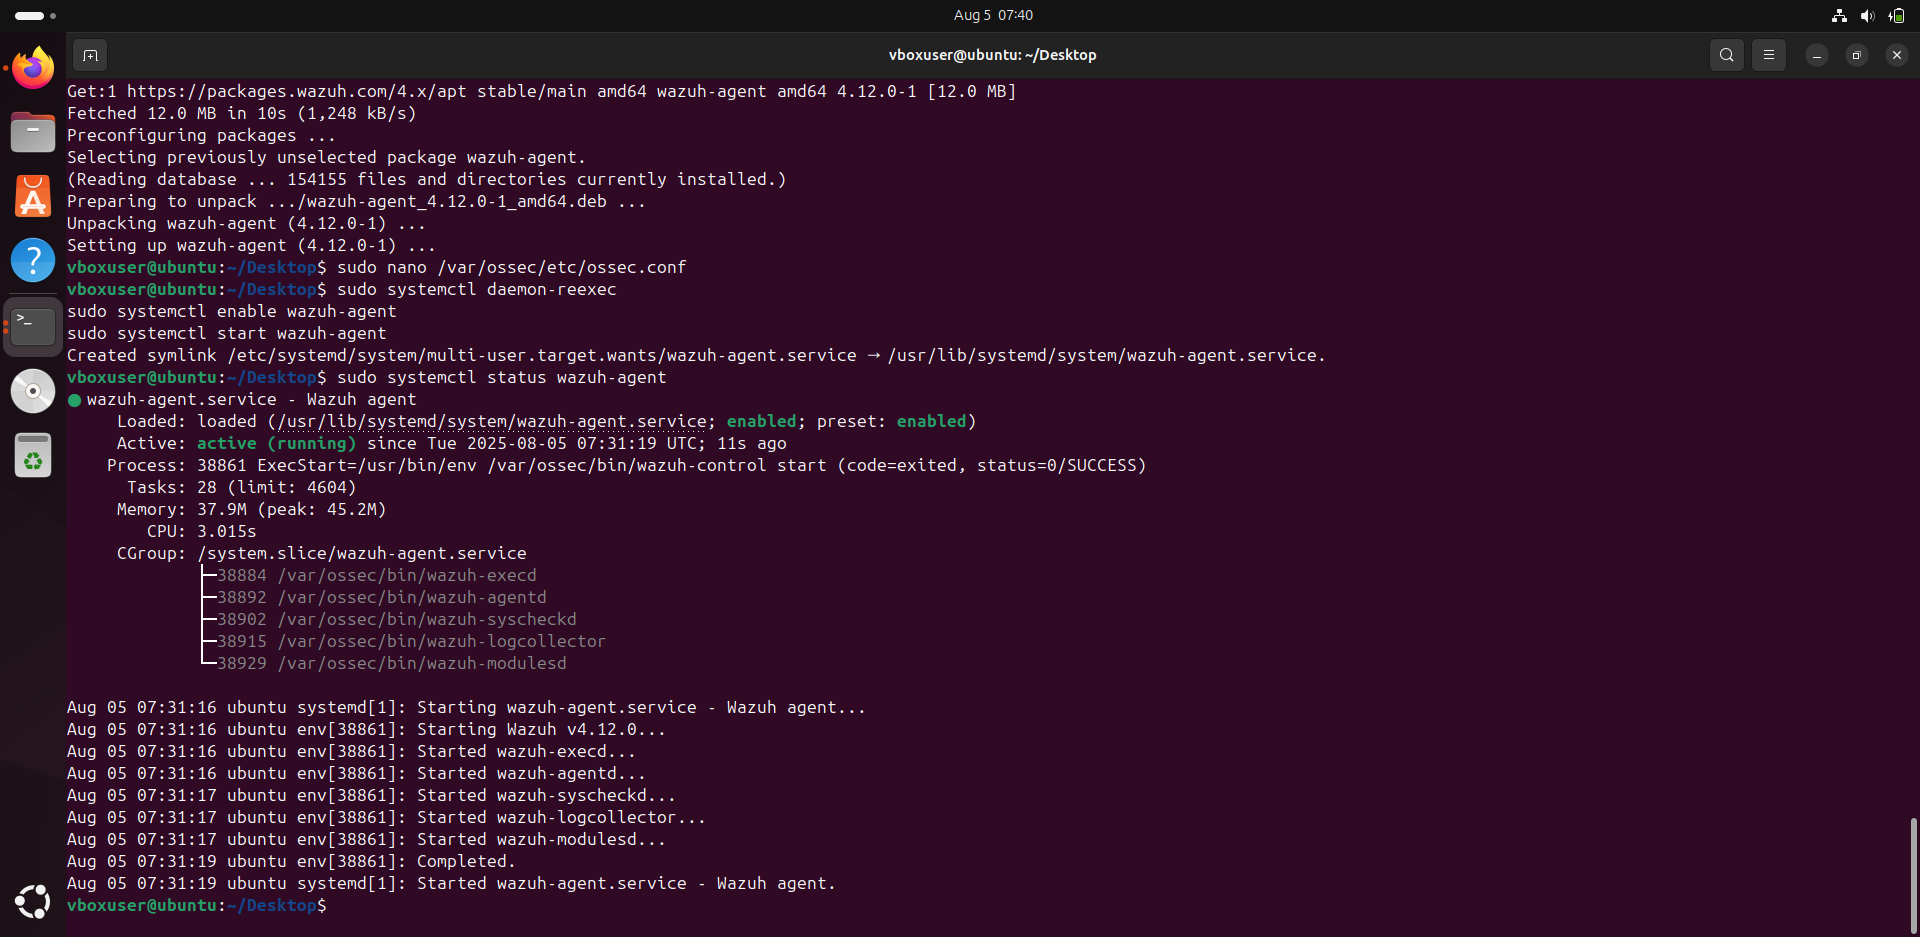 Aug 5 07:40
vboxuser@ubuntu: ~/Desktop
Get:1 https://packages.wazuh.com/4.x/apt stable/main amd64 wazuh-agent amd64 4.12.0-1 [12.0 MB]
Fetched 12.0 MB in 10s (1,248 kB/s)
Preconfiguring packages ...
Selecting previously unselected package wazuh-agent.
(Reading database ... 154155 files and directories currently installed.)
Preparing to unpack .../wazuh-agent_4.12.0-1_amd64.deb ...
Unpacking wazuh-agent (4.12.0-1) ...
Setting up wazuh-agent (4.12.0-1) ...
vboxuser@ubuntu:~/Desktop$ sudo nano /var/ossec/etc/ossec.conf
vboxuser@ubuntu:~/Desktop$ sudo systemctl daemon-reexec
sudo systemctl enable wazuh-agent
sudo systemctl start wazuh-agent
Created symlink /etc/systemd/system/multi-user.target.wants/wazuh-agent.service → /usr/lib/systemd/system/wazuh-agent.service.
vboxuser@ubuntu:~/Desktop$ sudo systemctl status wazuh-agent
● wazuh-agent.service - Wazuh agent
     Loaded: loaded (/usr/lib/systemd/system/wazuh-agent.service; enabled; preset: enabled)
     Active: active (running) since Tue 2025-08-05 07:31:19 UTC; 11s ago
    Process: 38861 ExecStart=/usr/bin/env /var/ossec/bin/wazuh-control start (code=exited, status=0/SUCCESS)
      Tasks: 28 (limit: 4604)
     Memory: 37.9M (peak: 45.2M)
        CPU: 3.015s
     CGroup: /system.slice/wazuh-agent.service
             ├─38884 /var/ossec/bin/wazuh-execd
             ├─38892 /var/ossec/bin/wazuh-agentd
             ├─38902 /var/ossec/bin/wazuh-syscheckd
             ├─38915 /var/ossec/bin/wazuh-logcollector
             └─38929 /var/ossec/bin/wazuh-modulesd
Aug 05 07:31:16 ubuntu systemd[1]: Starting wazuh-agent.service - Wazuh agent...
Aug 05 07:31:16 ubuntu env[38861]: Starting Wazuh v4.12.0...
Aug 05 07:31:16 ubuntu env[38861]: Started wazuh-execd...
Aug 05 07:31:16 ubuntu env[38861]: Started wazuh-agentd...
Aug 05 07:31:17 ubuntu env[38861]: Started wazuh-syscheckd...
Aug 05 07:31:17 ubuntu env[38861]: Started wazuh-logcollector...
Aug 05 07:31:17 ubuntu env[38861]: Started wazuh-modulesd...
Aug 05 07:31:19 ubuntu env[38861]: Completed.
Aug 05 07:31:19 ubuntu systemd[1]: Started wazuh-agent.service - Wazuh agent.
vboxuser@ubuntu:~/Desktop$